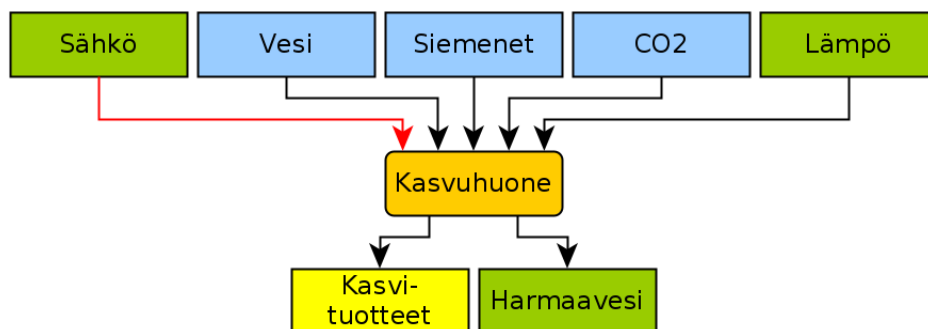 Sähkö
Vesi
Siemenet
CO2
Lämpö
Kasvuhuone
Kasvi-
tuotteet
Harmaavesi